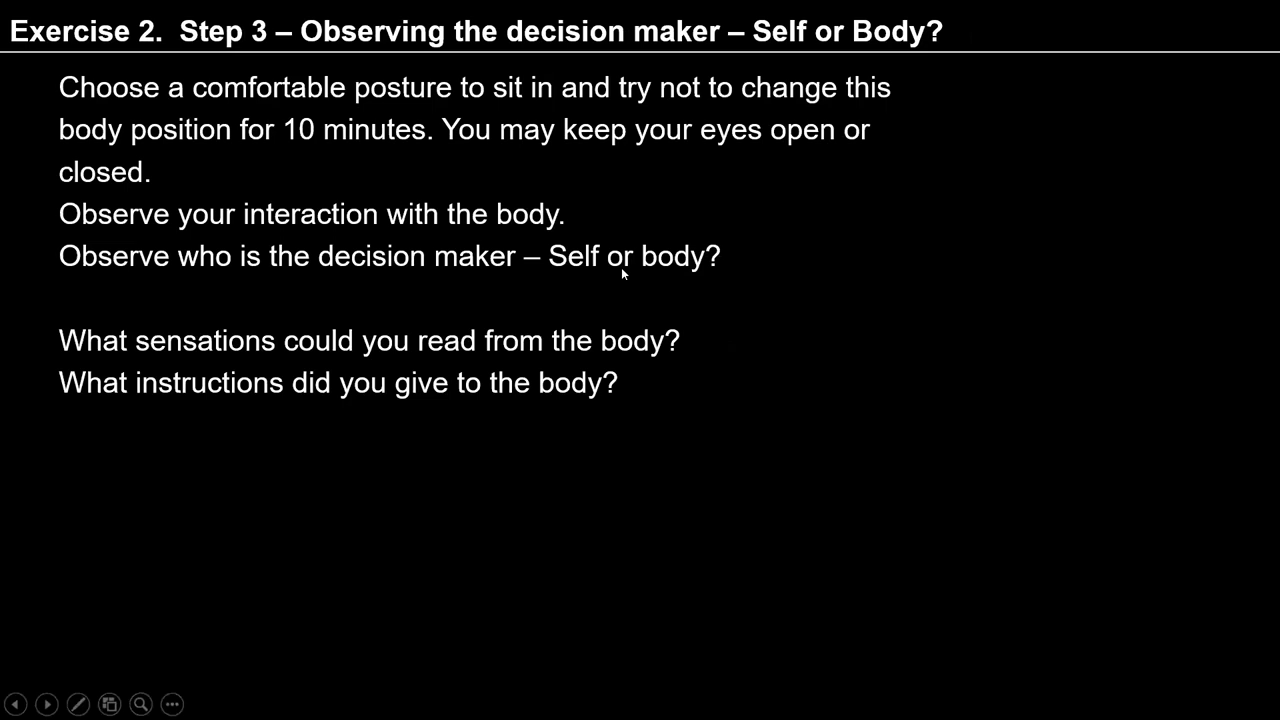 Exercise 2.  Step 3 – Observing the decision maker – Self or Body?
Choose a comfortable posture to sit in and try not to change this
body position for 10 minutes. You may keep your eyes open or
closed.
Observe your interaction with the body.
Observe who is the decision maker – Self or body?
What sensations could you read from the body?
What instructions did you give to the body?